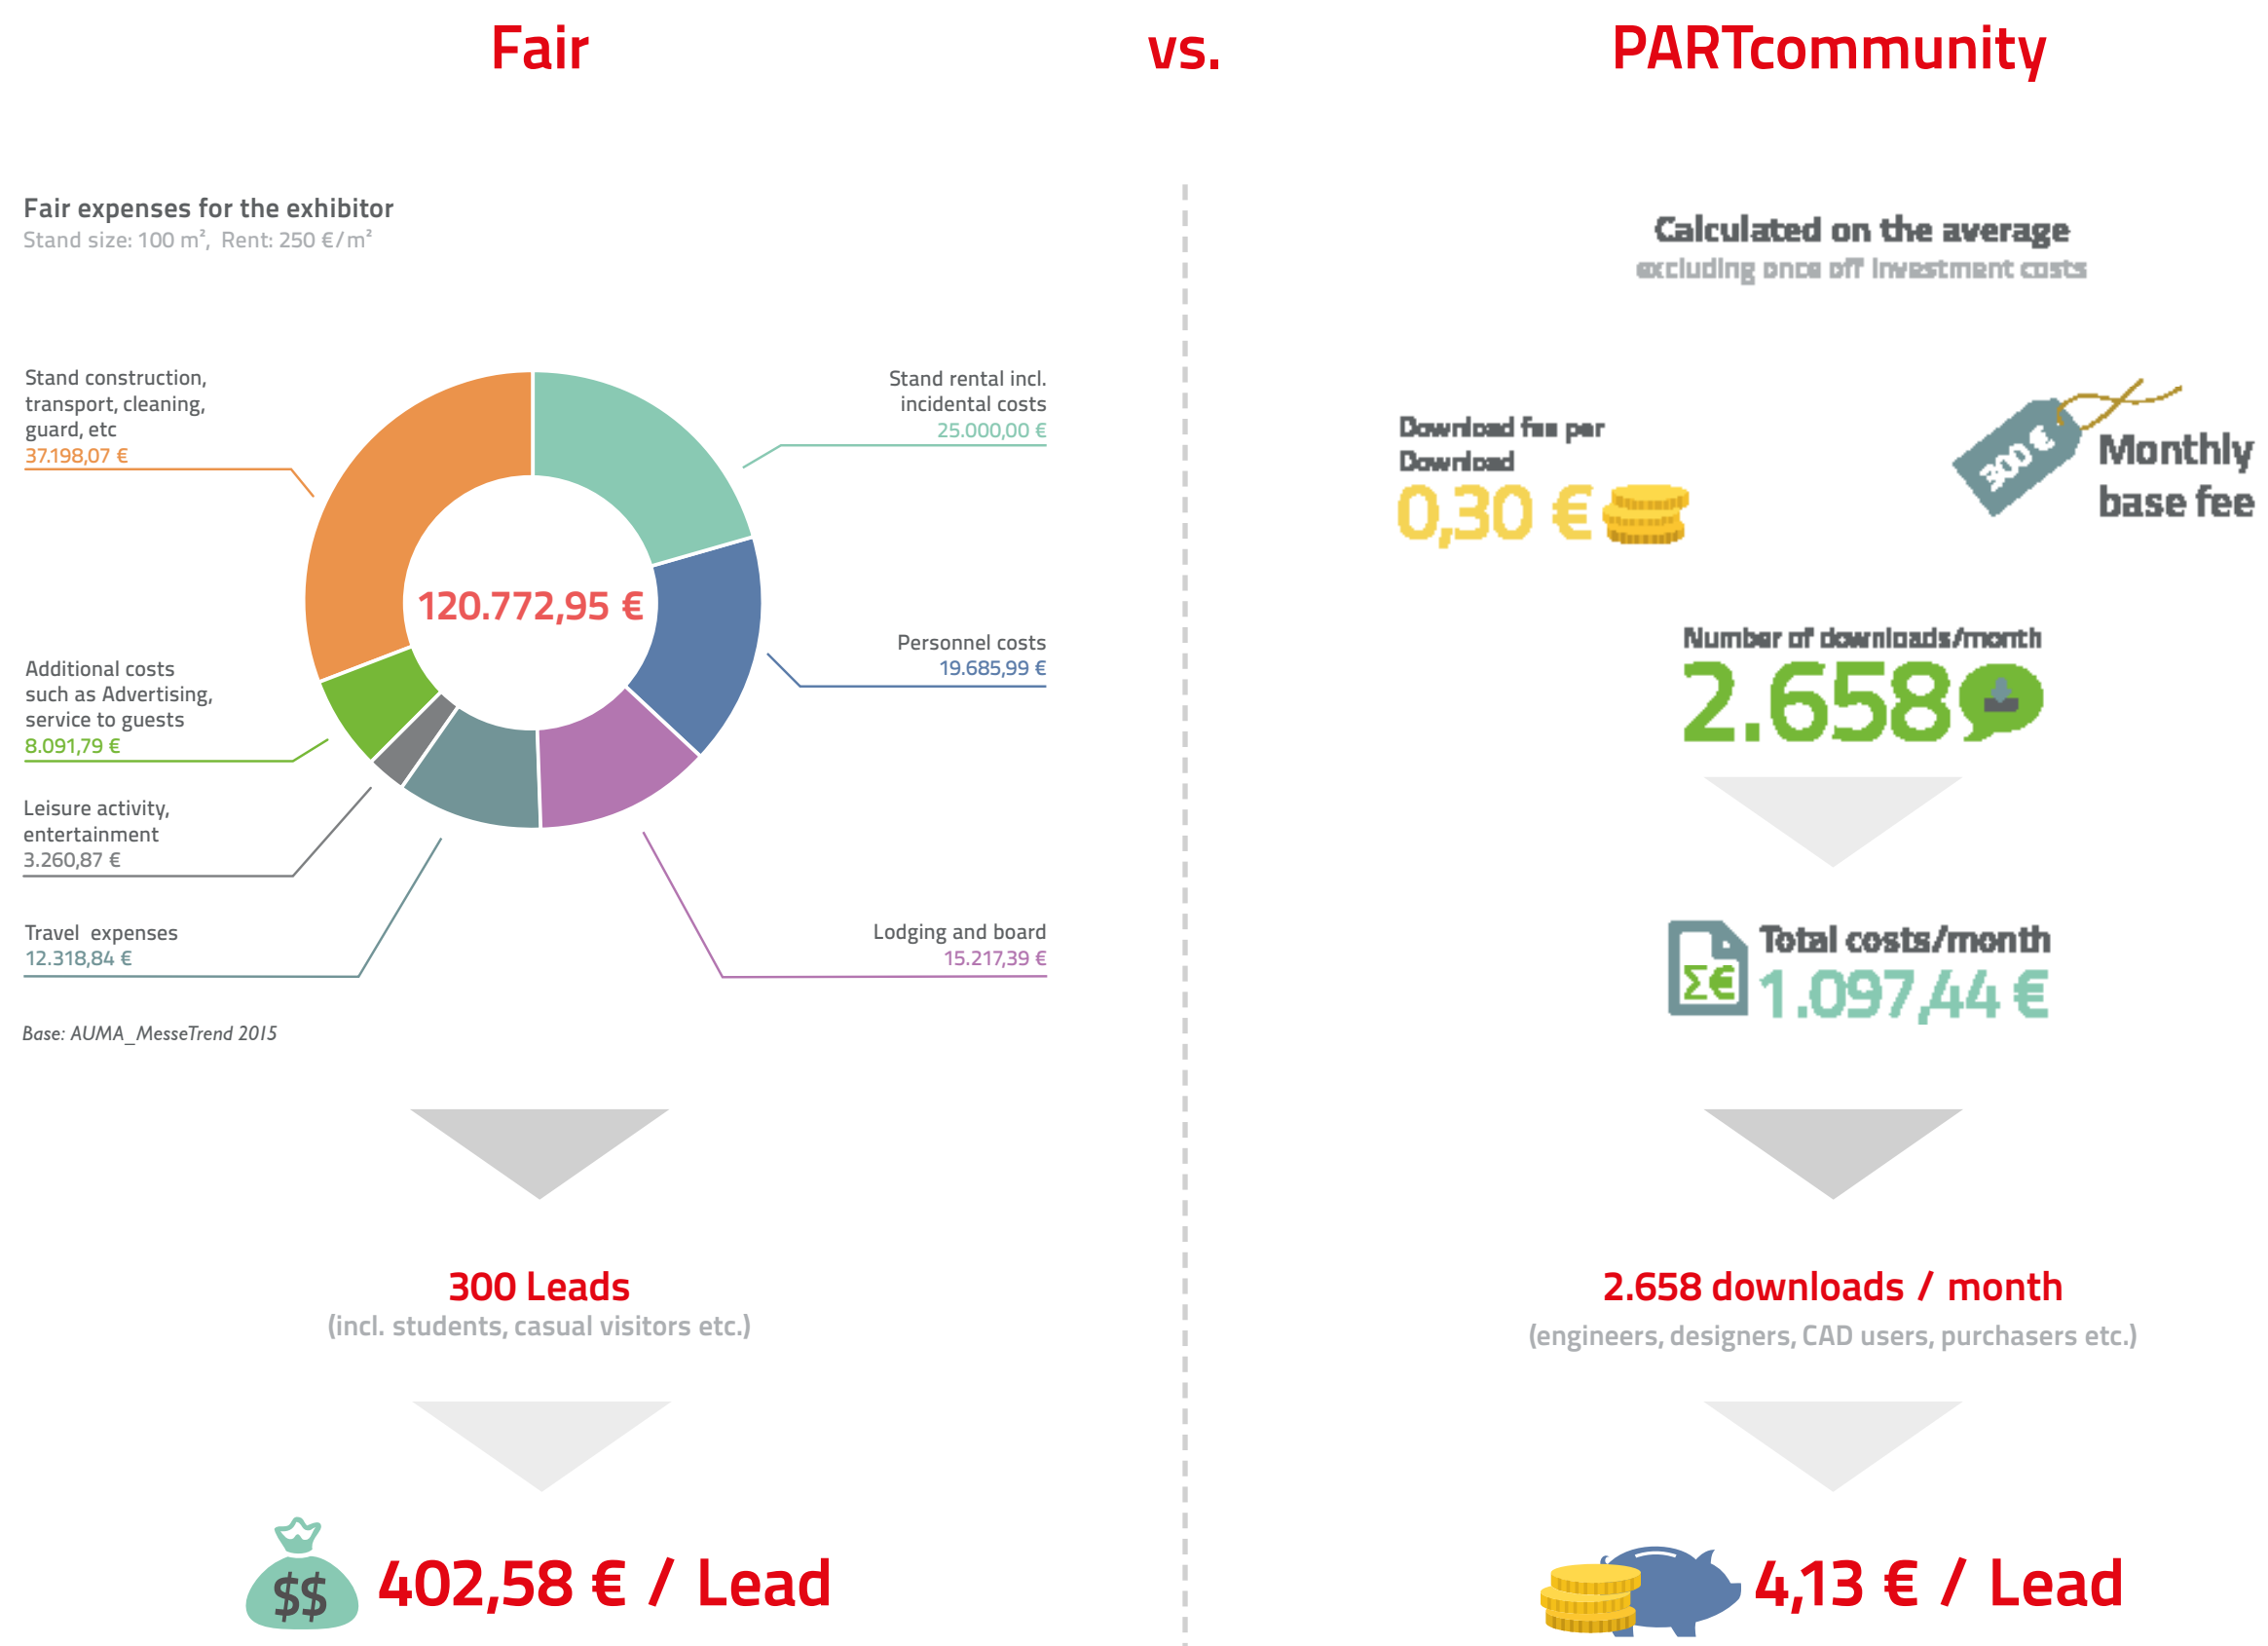 Fair
vs.
PARTcommunity
Fair expenses for the exhibitor
Stand size: 100 m², Rent: 250 €/m²
Stand construction,
transport, cleaning,
guard, etc
37.198,07 €
Stand rental incl.
incidental costs
25.000,00 €
120.772,95 €
Personnel costs
19.685,99 €
Additional costs
such as Advertising,
service to guests
8.091,79 €
Leisure activity,
entertainment
3.260,87 €
Travel expenses
12.318,84 €
Lodging and board
15.217,39 €
Base: AUMA_MesseTrend 2015
300 Leads
(incl. students, casual visitors etc.)
$$
402,58 € / Lead
Calculated on the average
excluding once off investment costs
Download fee per
Download
0,30 €
300 €
Monthly
base fee
Number of downloads/month
2.658
Total costs/month
Σ€
1.097,44 €
2.658 downloads / month
(engineers, designers, CAD users, purchasers etc.)
4,13 € / Lead